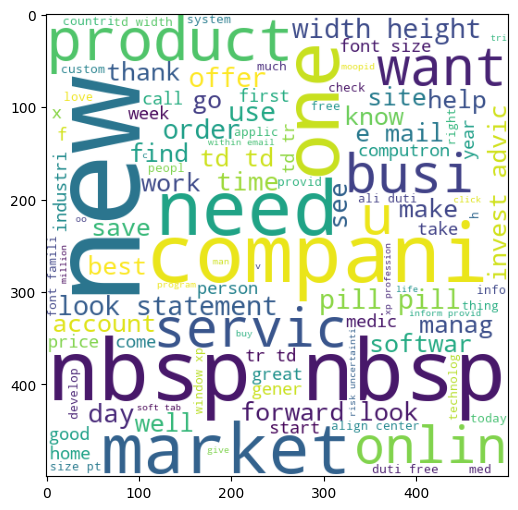 0
100
200
300
400
0
100
200
300
400
countri
td width
system
product
width height
tri
font size
custom
thank
offer
much
moopid
want
love
check
x
call
go
first
one
site
help
f
week
use
free
know
order
applic
e mail
right
year
new
find
td td
within email
td tr
computron
industri
c
peopl
work
time
provid
busi
invest advic
oo
save
need
see
u
ali duti
make
click
h
take
compani
font famili
million
best
man
v
program
person
pill pill
xp profession
life
info
thing
inform provid
look statement
account
servic
medic
manag
price
come
buy
softwar
nbsp nbsp
tr td
window xp
great
gener
risk uncertainti
technolog
develop
day
soft tab
well
forward look
today
start
align center
good
market
onlin
home
size pt
give
duti free
med